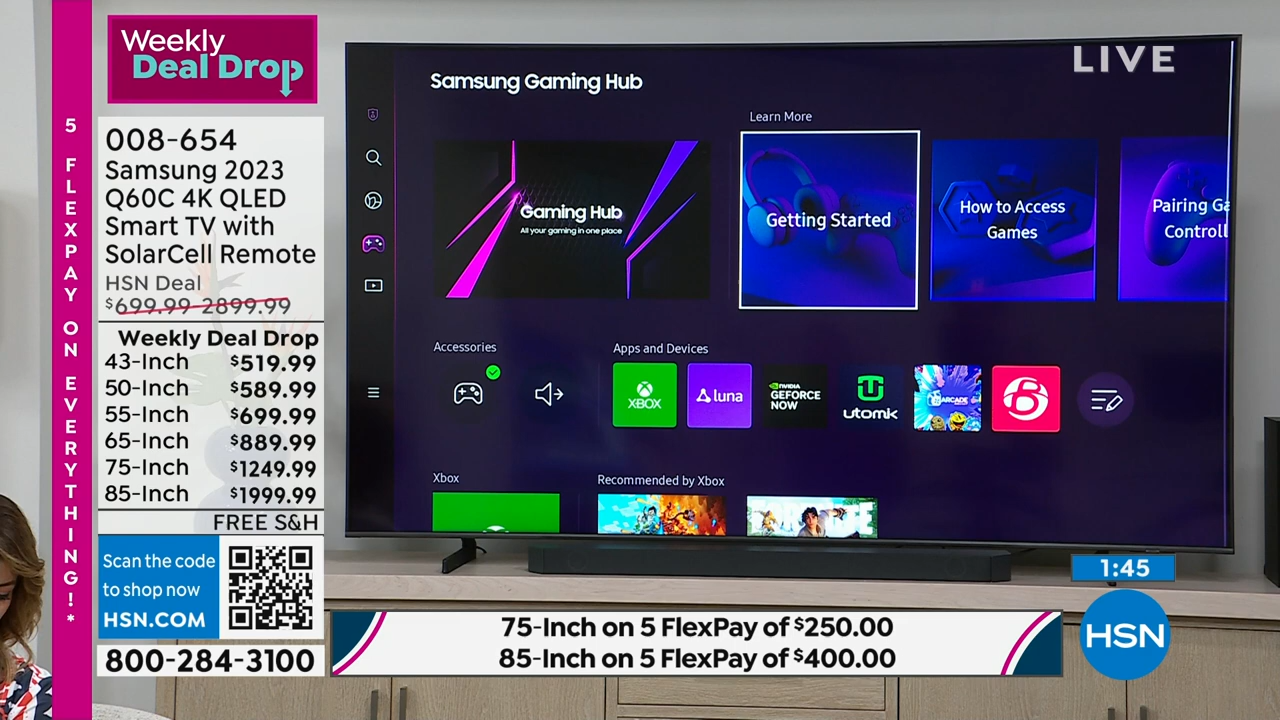 Weekly
Deal Drop
5 FLEXPAY ON EVERYTHING!*
008-654
Samsung 2023
Q60C 4K QLED
Smart TV with
SolarCell Remote
HSN Deal
$699.99-2899.99
Weekly Deal Drop
43-Inch $519.99
50-Inch $589.99
55-Inch $699.99
65-Inch $889.99
75-Inch $1249.99
85-Inch $1999.99
FREE S&H
Scan the code
to shop now
HSN.COM
800-284-3100
LIVE
Samsung Gaming Hub
Learn More
Gaming Hub
All your gaming in one place
Getting Started
How to Access
Games
Pairing Ga
Controll
Accessories
Apps and Devices
XBOX
luna
NVIDIA
GEFORCE
NOW
utomik
ARCADE
Xbox
Recommended by Xbox
1:45
HSN
75-Inch on 5 FlexPay of $250.00
85-Inch on 5 FlexPay of $400.00